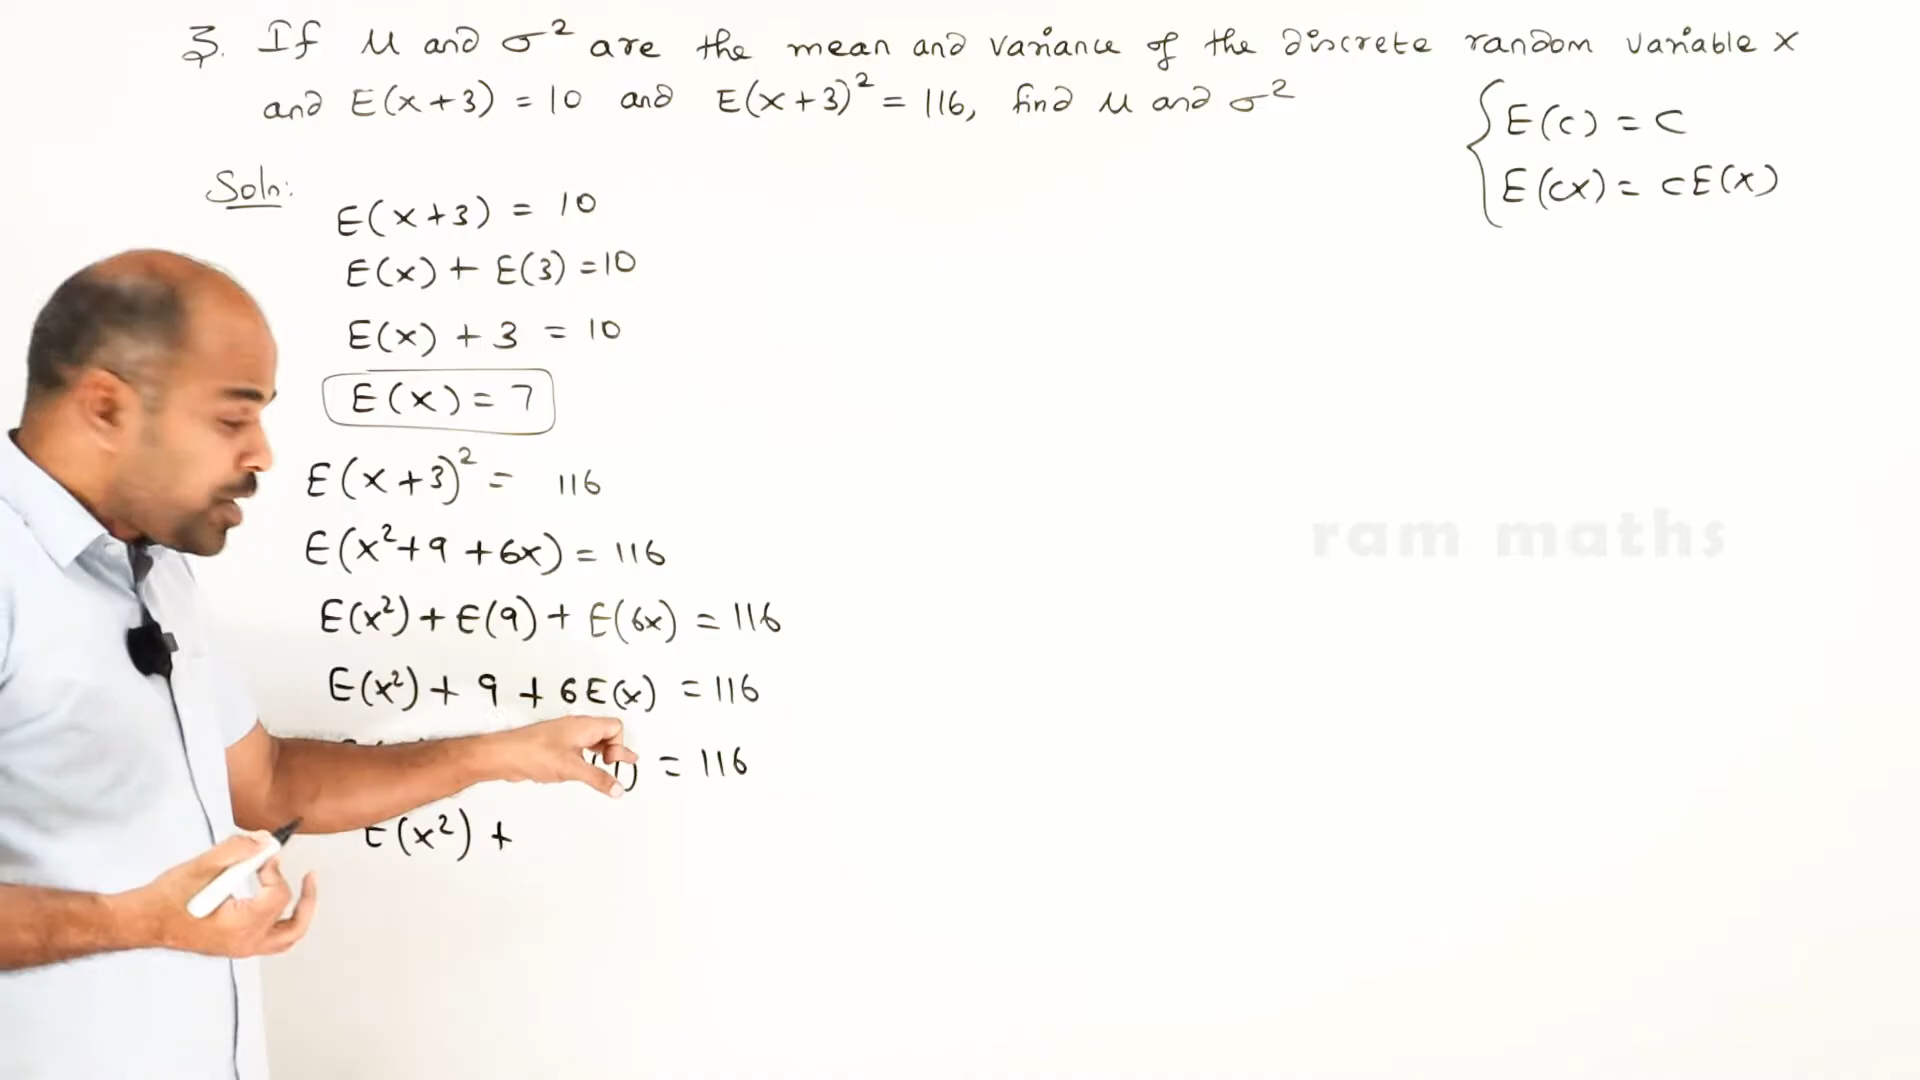 3. If μ and σ² are the mean and variance of the discrete random variable X
and E(x+3) = 10 and E(x+3)² = 116, find μ and σ²
{ E(c) = c
E(cx) = cE(x)
Soln:
E(x+3) = 10
E(x) + E(3) = 10
E(x) + 3 = 10
E(x) = 7
E(x+3)² = 116
E(x²+9+6x) = 116
ram maths
E(x²) + E(9) + E(6x) = 116
E(x²) + 9 + 6E(x) = 116
= 116
E(x²) +